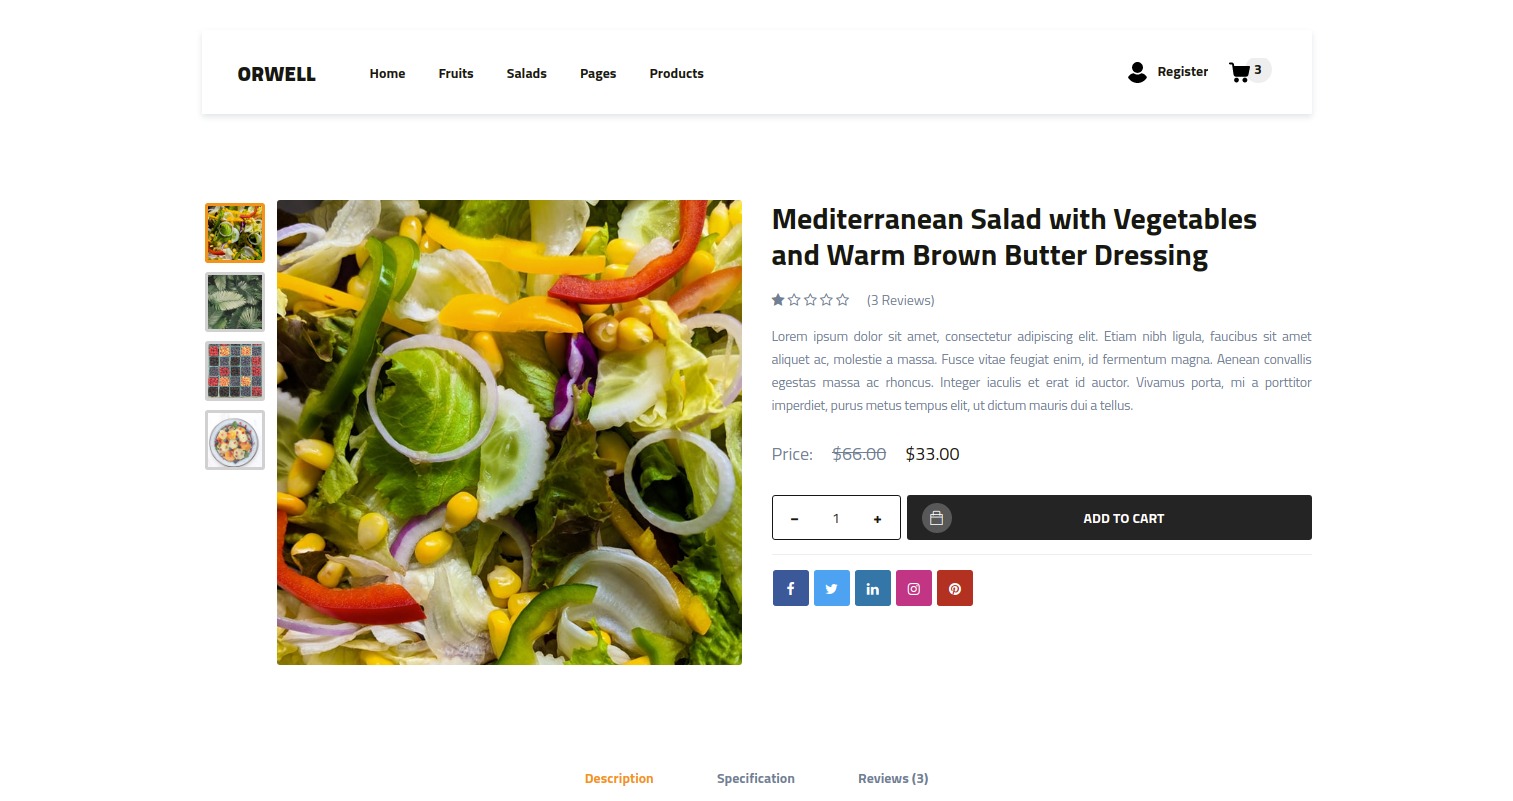 ORWELL
Home Fruits Salads Pages Products
Register
3
Mediterranean Salad with Vegetables
and Warm Brown Butter Dressing
(3 Reviews)
Lorem ipsum dolor sit amet, consectetur adipiscing elit. Etiam nibh ligula, faucibus sit amet
aliquet ac, molestie a massa. Fusce vitae feugiat enim, id fermentum magna. Aenean convallis
egestas massa ac rhoncus. Integer iaculis et erat id auctor. Vivamus porta, mi a porttitor
imperdiet, purus metus tempus elit, ut dictum mauris dui a tellus.
Price: $66.00 $33.00
- 1 + ADD TO CART
Description Specification Reviews (3)